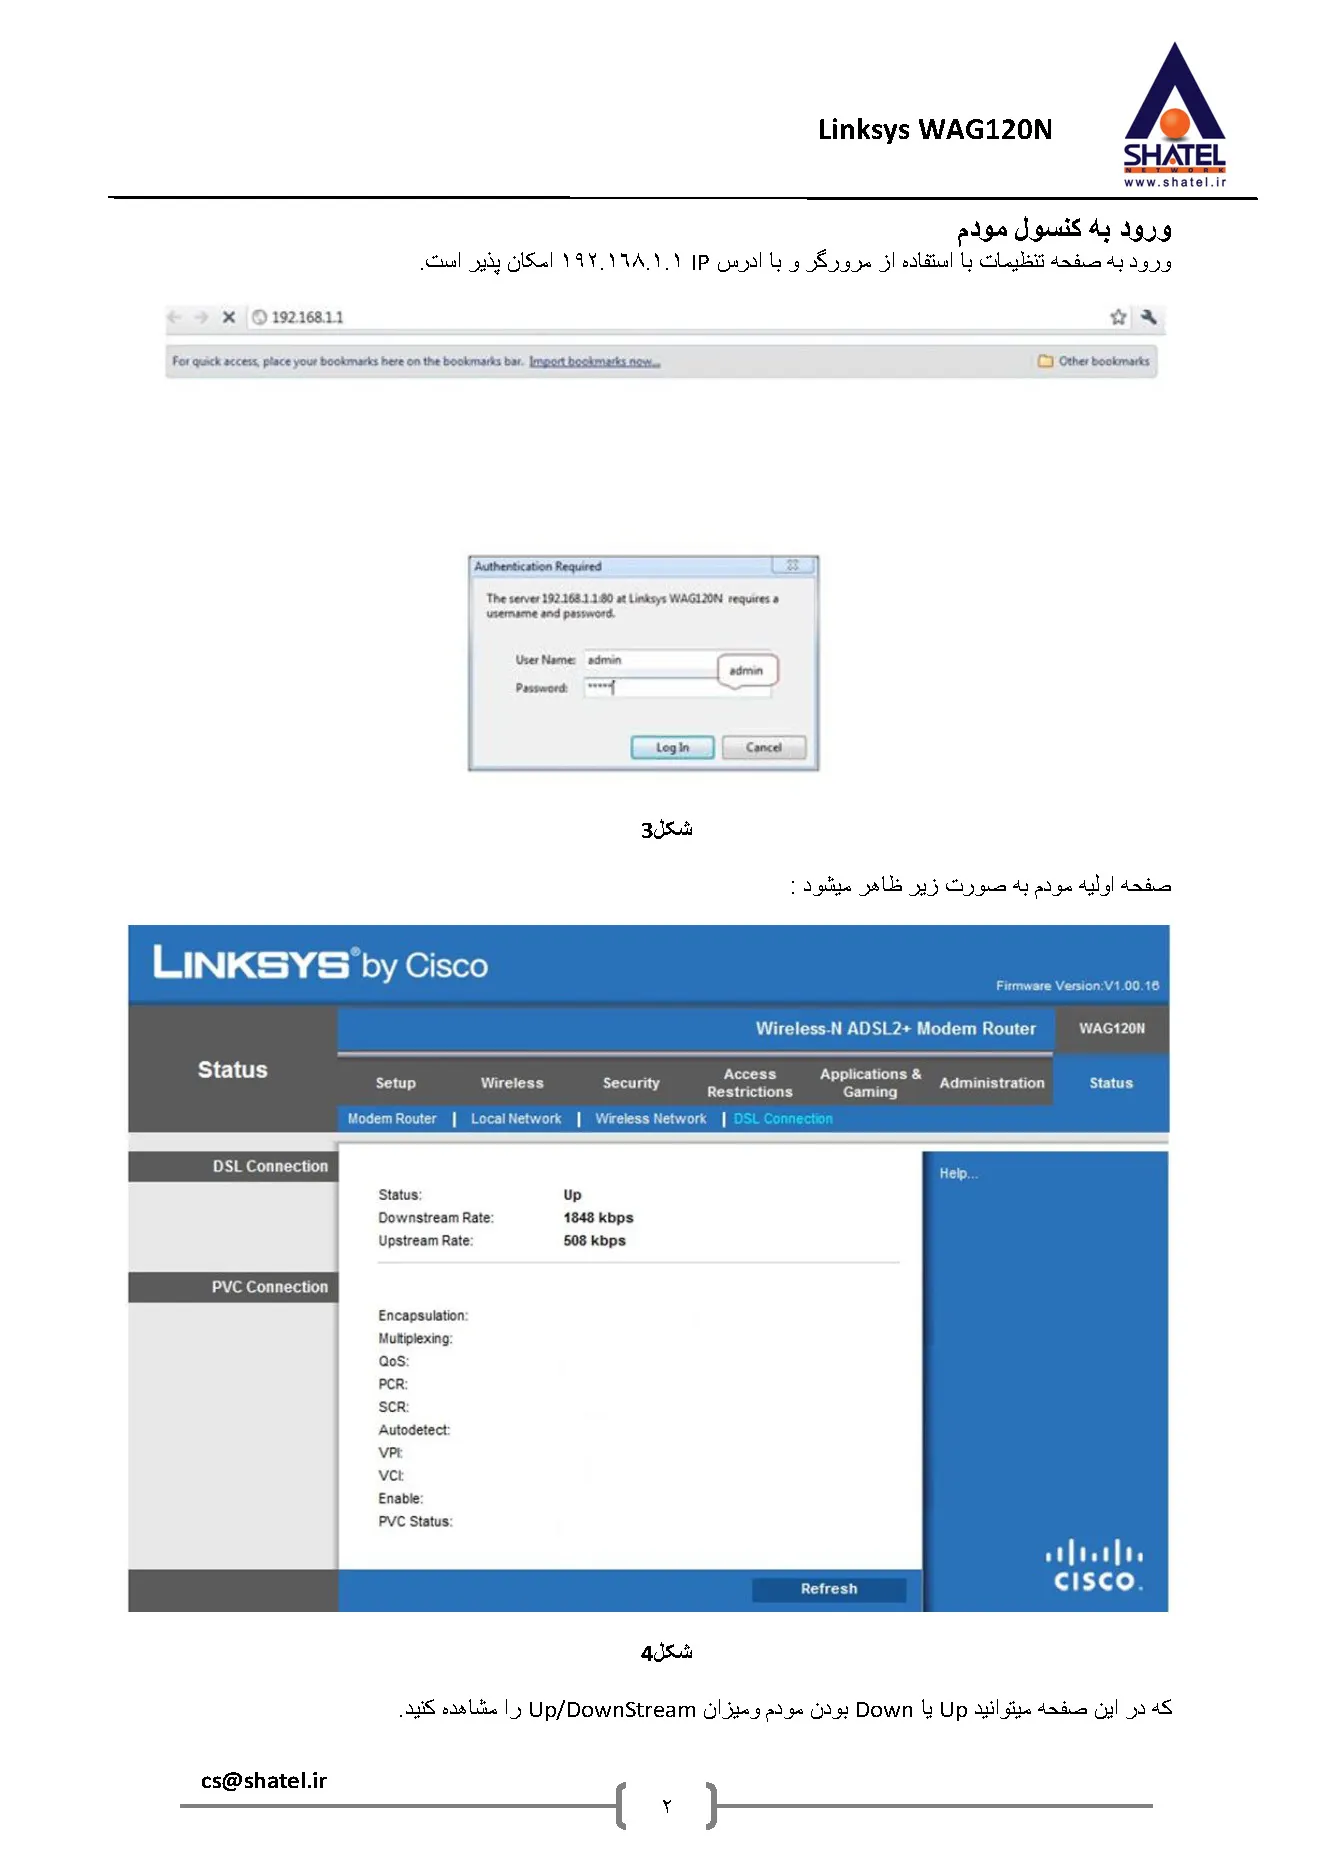 Linksys WAG120N
SHATEL
NETWORK
www.shatel.ir
ورود به کنسول مودم
ورود به صفحه تنظیمات با استفاده از مرورگر و با ادرس IP ۱۹۲.۱٦۸.۱.۱ امکان پذیر است.
192.168.1.1
For quick access, place your bookmarks here on the bookmarks bar. Import bookmarks now...
Other bookmarks
Authentication Required
The server 192.168.1.1:80 at Linksys WAG120N requires a
username and password.
User Name: admin
admin
Password: *****
Log In Cancel
شکل3
صفحه اولیه مودم به صورت زیر ظاهر میشود :
LINKSYS® by Cisco
Firmware Version:V1.00.16
Wireless-N ADSL2+ Modem Router WAG120N
Status
Setup Wireless Security Access Restrictions Applications & Gaming Administration Status
Modem Router | Local Network | Wireless Network | DSL Connection
DSL Connection
Help...
Status: Up
Downstream Rate: 1848 kbps
Upstream Rate: 508 kbps
PVC Connection
Encapsulation:
Multiplexing:
QoS:
PCR:
SCR:
Autodetect:
VPI:
VCI:
Enable:
PVC Status:
Refresh
CISCO.
شکل4
که در این صفحه میتوانید Up یا Down بودن مودم ومیزان Up/DownStream را مشاهده کنید.
cs@shatel.ir
۲